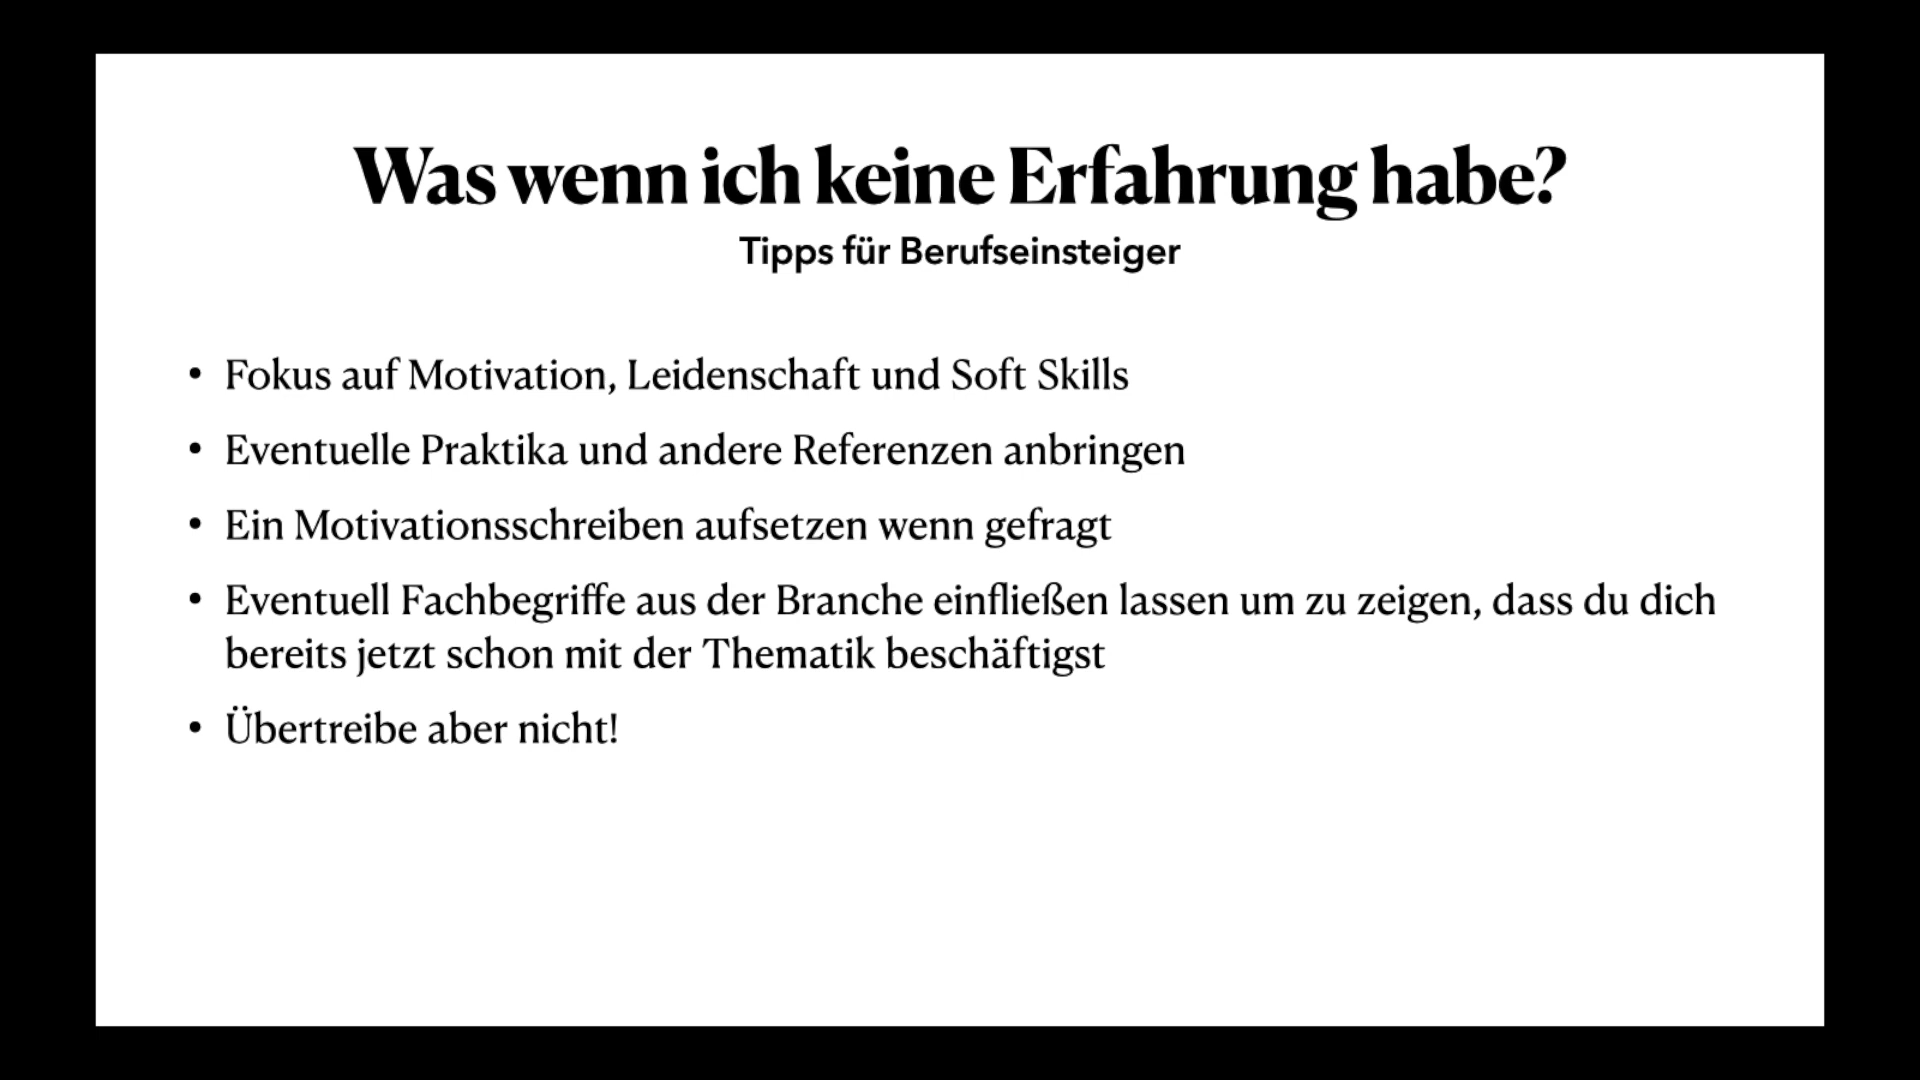 Was wenn ich keine Erfahrung habe?
Tipps für Berufseinsteiger
• Fokus auf Motivation, Leidenschaft und Soft Skills
• Eventuelle Praktika und andere Referenzen anbringen
• Ein Motivationsschreiben aufsetzen wenn gefragt
• Eventuell Fachbegriffe aus der Branche einfließen lassen um zu zeigen, dass du dich
bereits jetzt schon mit der Thematik beschäftigst
• Übertreibe aber nicht!